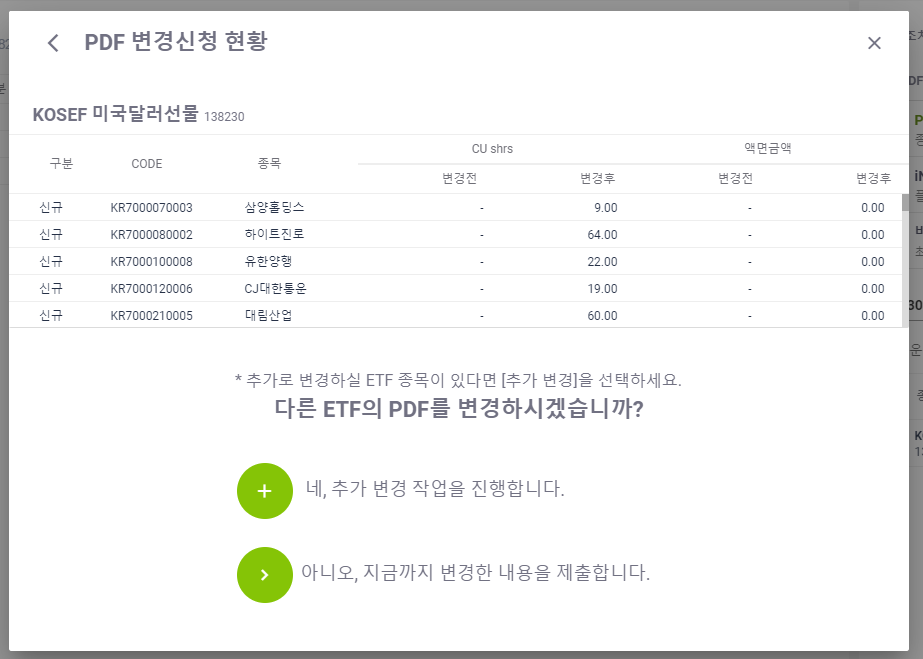 PDF 변경신청 현황
KOSEF 미국달러선물 138230
구분 CODE 종목 CU shrs 액면금액
변경전 변경후 변경전 변경후
신규 KR7000070003 삼양홀딩스 - 9.00 - 0.00
신규 KR7000080002 하이트진로 - 64.00 - 0.00
신규 KR7000100008 유한양행 - 22.00 - 0.00
신규 KR7000120006 CJ대한통운 - 19.00 - 0.00
신규 KR7000210005 대림산업 - 60.00 - 0.00
* 추가로 변경하실 ETF 종목이 있다면 [추가 변경]을 선택하세요.
다른 ETF의 PDF를 변경하시겠습니까?
네, 추가 변경 작업을 진행합니다.
아니오, 지금까지 변경한 내용을 제출합니다.